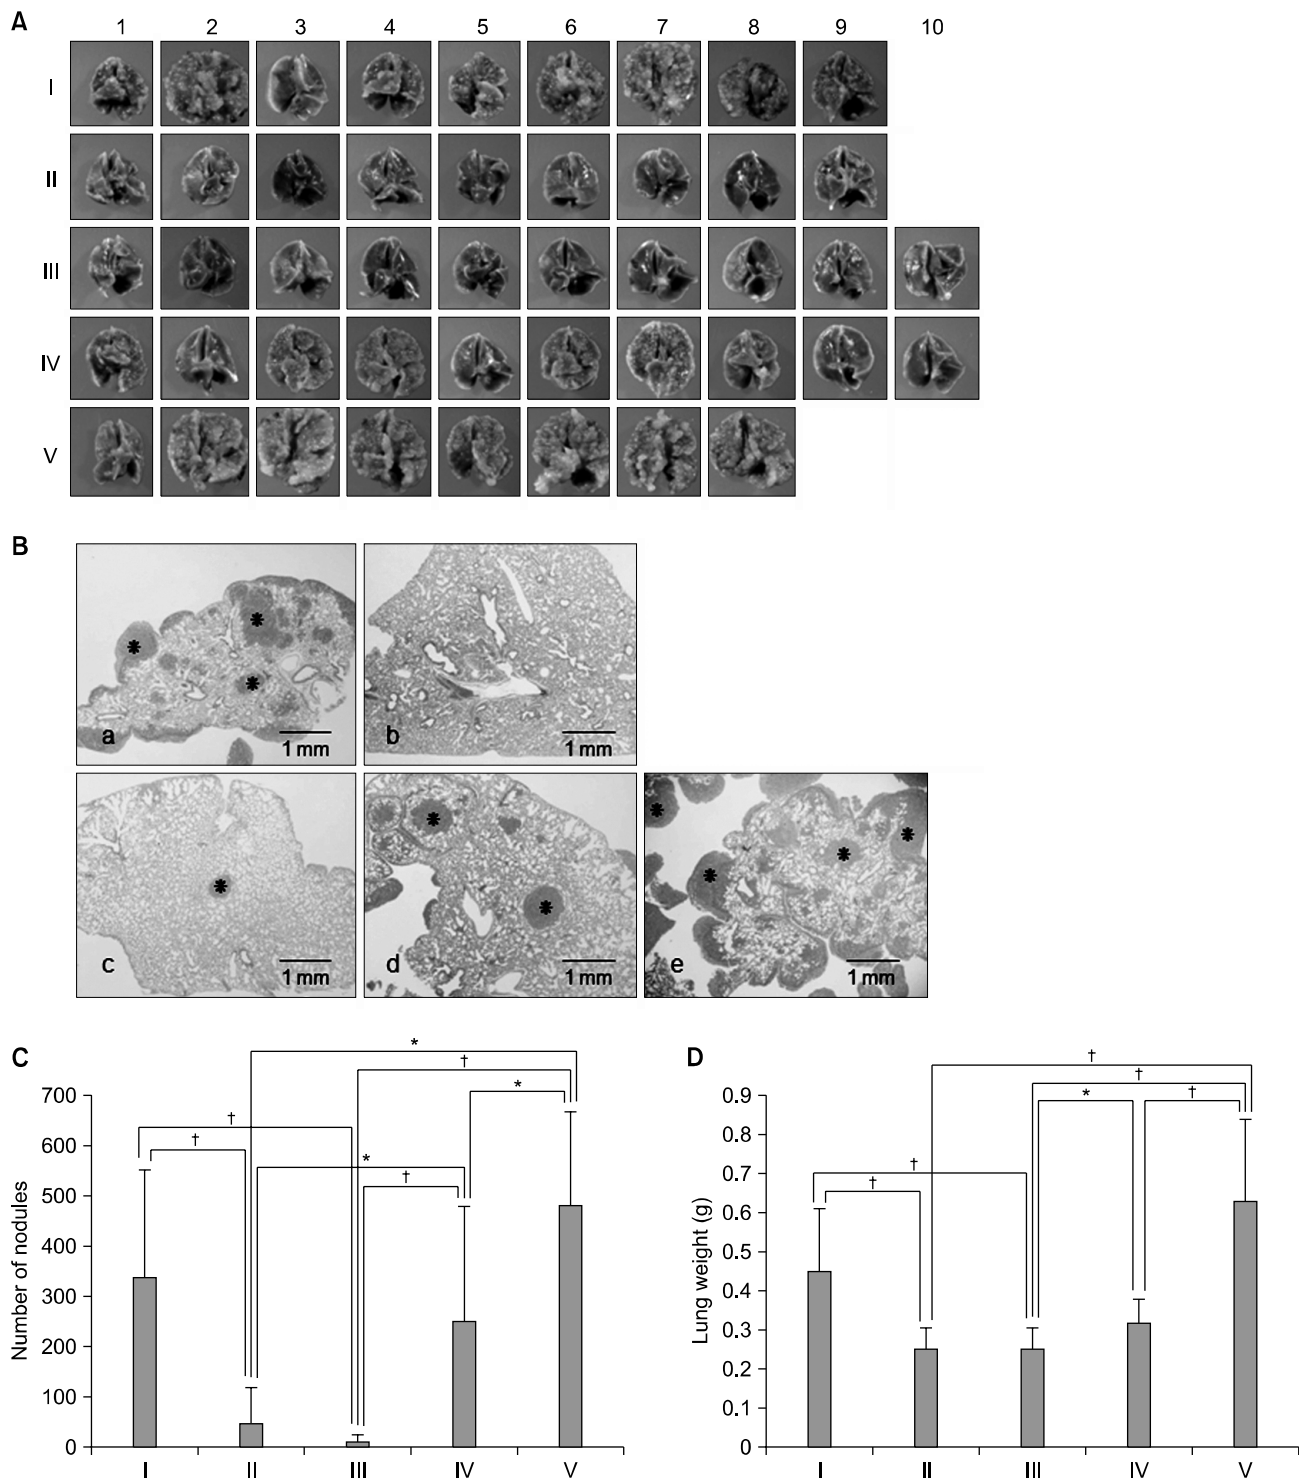 A
1 2 3 4 5 6 7 8 9 10
I
II
III
IV
V
B
* * *
a 1 mm
b 1 mm
* c 1 mm
* * d 1 mm
* * * * e 1 mm
C
* † * † † * †
Number of nodules
700
600
500
400
300
200
100
0
I II III IV V
D
† † * † † †
Lung weight (g)
0.9
0.8
0.7
0.6
0.5
0.4
0.3
0.2
0.1
0
I II III IV V